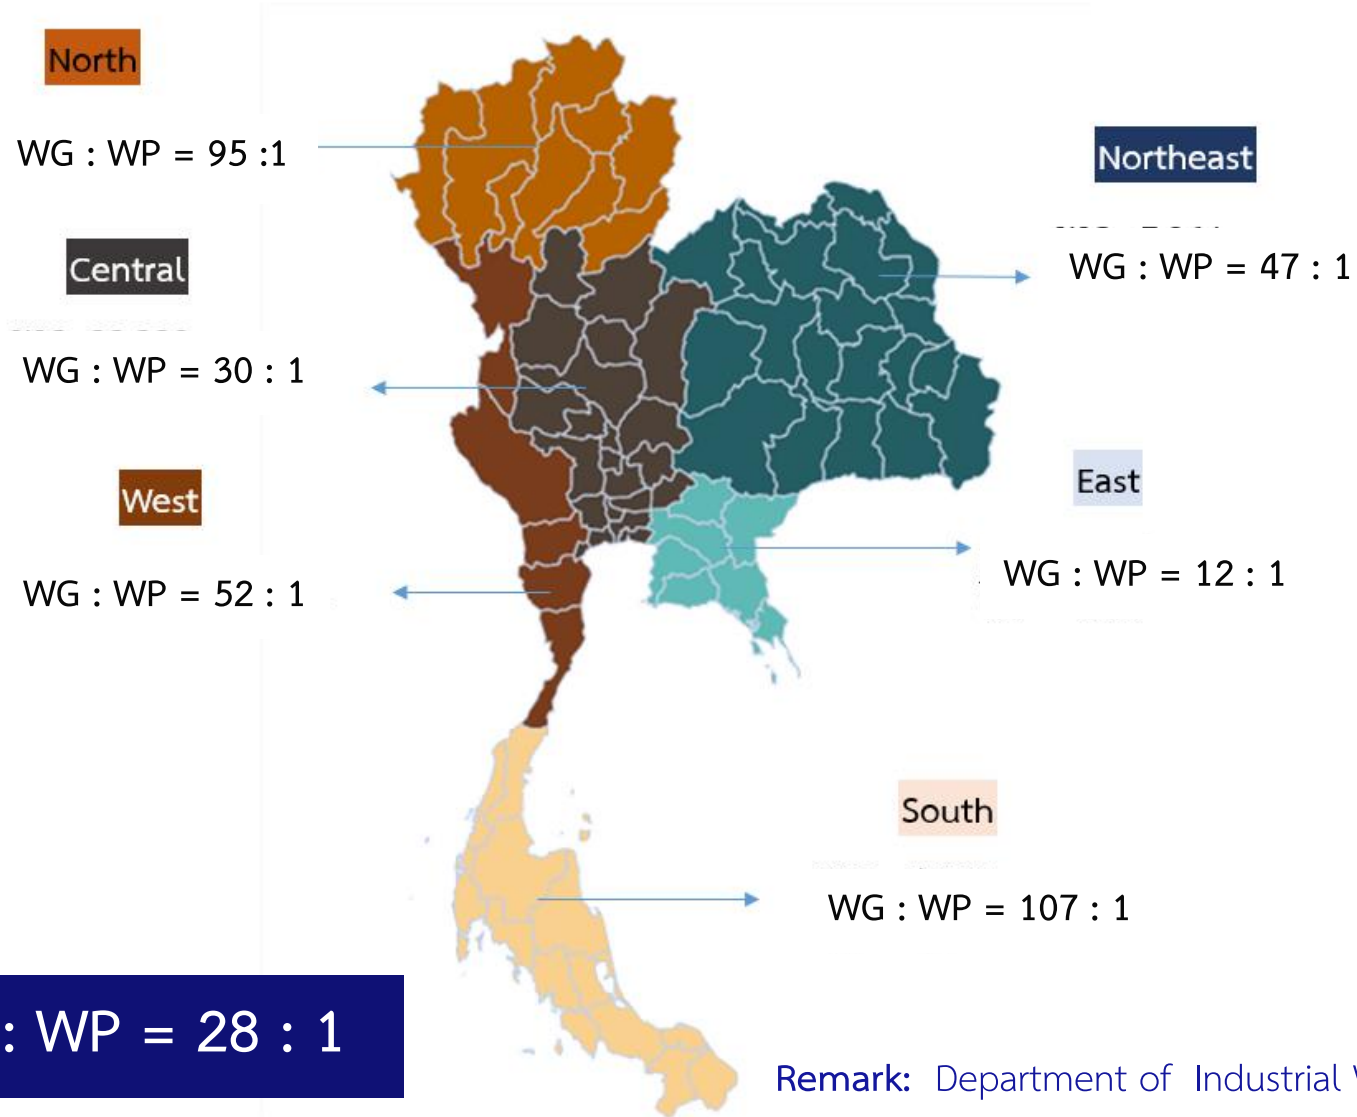 North
WG : WP = 95 :1
Northeast
WG : WP = 47 : 1
Central
WG : WP = 30 : 1
West
WG : WP = 52 : 1
East
WG : WP = 12 : 1
South
WG : WP = 107 : 1
: WP = 28 : 1
Remark: Department of Industrial